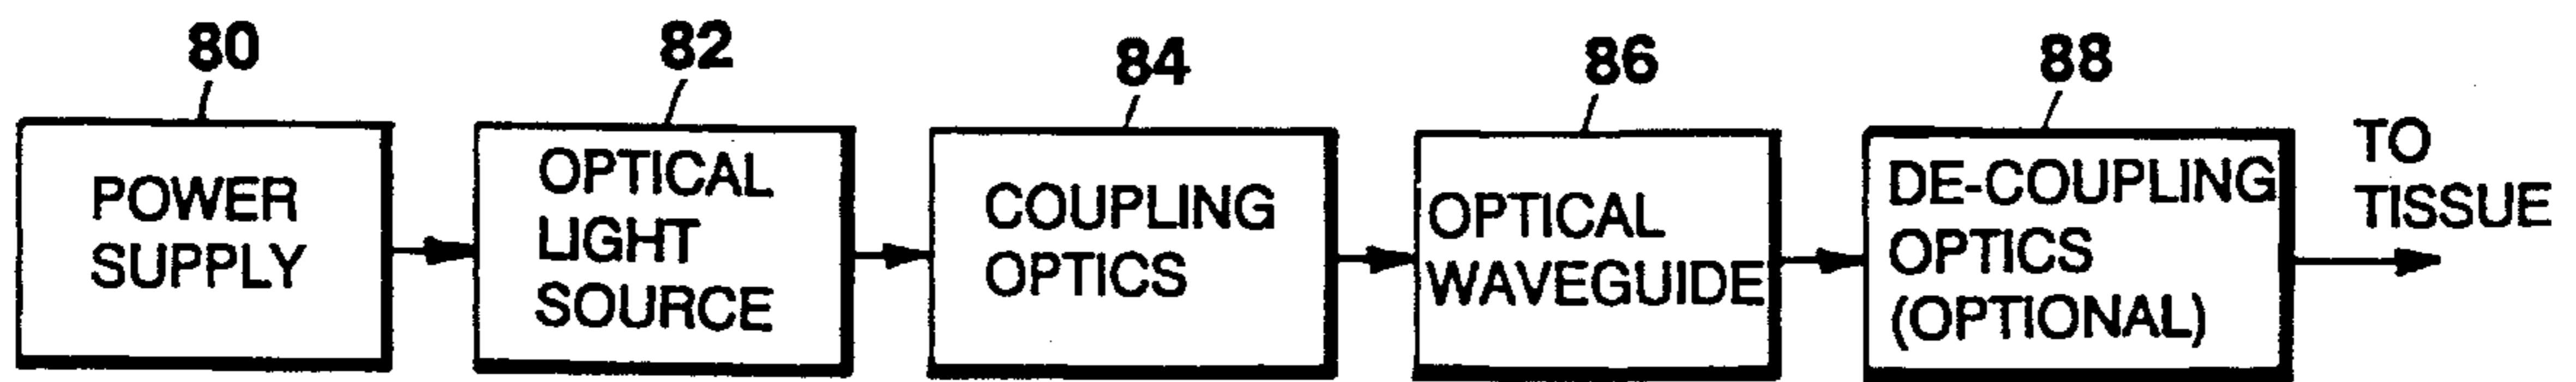 80
82
84
86
88
POWER
SUPPLY
OPTICAL
LIGHT
SOURCE
COUPLING
OPTICS
OPTICAL
WAVEGUIDE
DE-COUPLING
OPTICS
(OPTIONAL)
TO
TISSUE